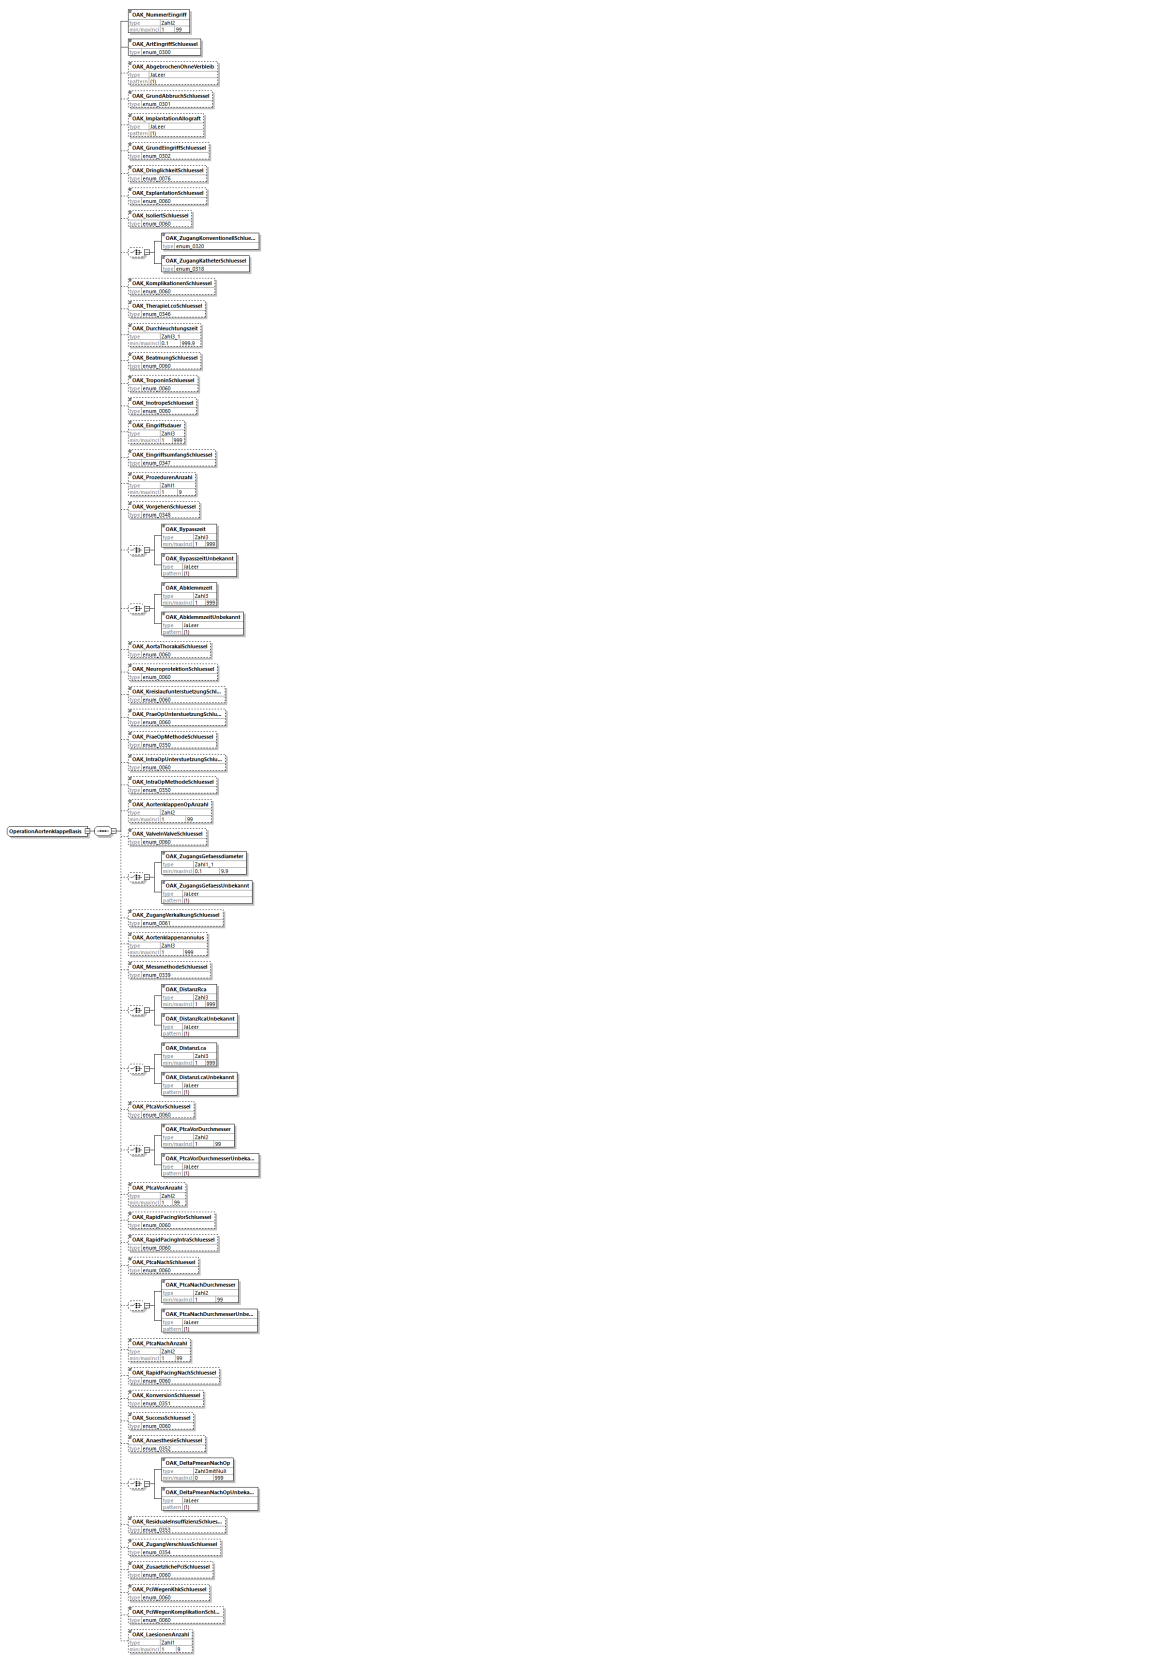 OAK_NummerEingriff
type Zahl2
min/maxIncl 1 99
OAK_ArtEingriffSchluessel
type enum_0300
OAK_AbgebrochenOhneVerbleib
type JaLeer
pattern (1)
OAK_GrundAbbruchSchluessel
type enum_0301
OAK_ImplantationAllograft
type JaLeer
pattern (1)
OAK_GrundEingriffSchluessel
type enum_0302
OAK_DringlichkeitSchluessel
type enum_0076
OAK_ExplantationSchluessel
type enum_0060
OAK_IsoliertSchluessel
type enum_0060
OAK_ZugangKonventionellSchlue...
type enum_0320
OAK_ZugangKatheterSchluessel
type enum_0318
OAK_KomplikationenSchluessel
type enum_0060
OAK_TherapieLcoSchluessel
type enum_0346
OAK_Durchleuchtungszeit
type Zahl3_1
min/maxIncl 0.1 999.9
OAK_BeatmungSchluessel
type enum_0060
OAK_TroponinSchluessel
type enum_0060
OAK_InotropeSchluessel
type enum_0060
OAK_Eingriffsdauer
type Zahl3
min/maxIncl 1 999
OAK_EingriffsumfangSchluessel
type enum_0347
OAK_ProzedurenAnzahl
type Zahl1
min/maxIncl 1 9
OAK_VorgehenSchluessel
type enum_0348
OAK_Bypasszeit
type Zahl3
min/maxIncl 1 999
OAK_BypasszeitUnbekannt
type JaLeer
pattern (1)
OAK_Abklemmzeit
type Zahl3
min/maxIncl 1 999
OAK_AbklemmzeitUnbekannt
type JaLeer
pattern (1)
OAK_AortaThorakalSchluessel
type enum_0060
OAK_NeuroprotektionSchluessel
type enum_0060
OAK_KreislaufunterstuetzungSchl...
type enum_0060
OAK_PraeOpUnterstuetzungSchlu...
type enum_0060
OAK_PraeOpMethodeSchluessel
type enum_0350
OAK_IntraOpUnterstuetzungSchlu...
type enum_0060
OAK_IntraOpMethodeSchluessel
type enum_0350
OAK_AortenklappenOpAnzahl
type Zahl2
min/maxIncl 1 99
OperationAortenklappeBasis
OAK_ValveInValveSchluessel
type enum_0060
OAK_ZugangsGefaessdiameter
type Zahl1_1
min/maxIncl 0.1 9.9
OAK_ZugangsGefaessUnbekannt
type JaLeer
pattern (1)
OAK_ZugangVerkalkungSchluessel
type enum_0061
OAK_Aortenklappenannulus
type Zahl3
min/maxIncl 1 999
OAK_MessmethodeSchluessel
type enum_0339
OAK_DistanzRca
type Zahl3
min/maxIncl 1 999
OAK_DistanzRcaUnbekannt
type JaLeer
pattern (1)
OAK_DistanzLca
type Zahl3
min/maxIncl 1 999
OAK_DistanzLcaUnbekannt
type JaLeer
pattern (1)
OAK_PtcaVorSchluessel
type enum_0060
OAK_PtcaVorDurchmesser
type Zahl2
min/maxIncl 1 99
OAK_PtcaVorDurchmesserUnbeka...
type JaLeer
pattern (1)
OAK_PtcaVorAnzahl
type Zahl2
min/maxIncl 1 99
OAK_RapidPacingVorSchluessel
type enum_0060
OAK_RapidPacingIntraSchluessel
type enum_0060
OAK_PtcaNachSchluessel
type enum_0060
OAK_PtcaNachDurchmesser
type Zahl2
min/maxIncl 1 99
OAK_PtcaNachDurchmesserUnbe...
type JaLeer
pattern (1)
OAK_PtcaNachAnzahl
type Zahl2
min/maxIncl 1 99
OAK_RapidPacingNachSchluessel
type enum_0060
OAK_KonversionSchluessel
type enum_0351
OAK_SuccessSchluessel
type enum_0060
OAK_AnaesthesieSchluessel
type enum_0352
OAK_DeltaPmeanNachOp
type Zahl3mitNull
min/maxIncl 0 999
OAK_DeltaPmeanNachOpUnbeka...
type JaLeer
pattern (1)
OAK_ResidualeInsuffizienzSchlues...
type enum_0353
OAK_ZugangVerschlussSchluessel
type enum_0354
OAK_ZusaetzlichePciSchluessel
type enum_0060
OAK_PciWegenKhkSchluessel
type enum_0060
OAK_PciWegenKomplikationSchl...
type enum_0060
OAK_LaesionenAnzahl
type Zahl1
min/maxIncl 1 9